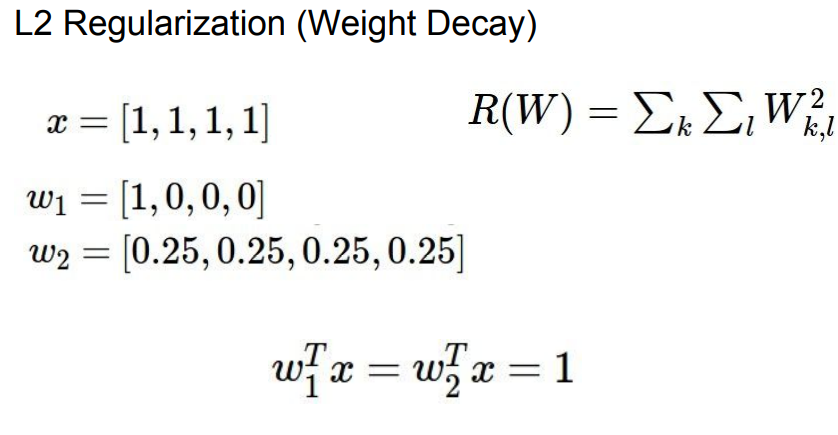 L2 Regularization (Weight Decay)
x = [1, 1, 1, 1]
R(W) = ∑ₖ ∑ₗ W²ₖ,ₗ
w₁ = [1, 0, 0, 0]
w₂ = [0.25, 0.25, 0.25, 0.25]
w₁ᵀx = w₂ᵀx = 1